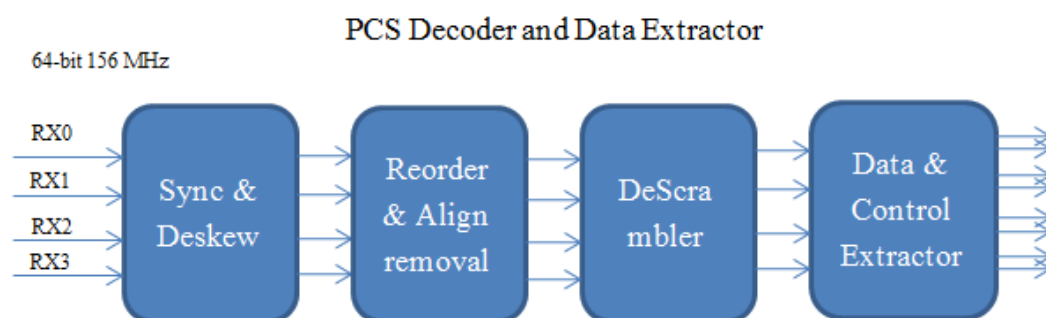 PCS Decoder and Data Extractor
64-bit 156 MHz
RX0
RX1
RX2
RX3
Sync &
Deskew
Reorder
& Align
removal
DeScra
mbler
Data &
Control
Extractor